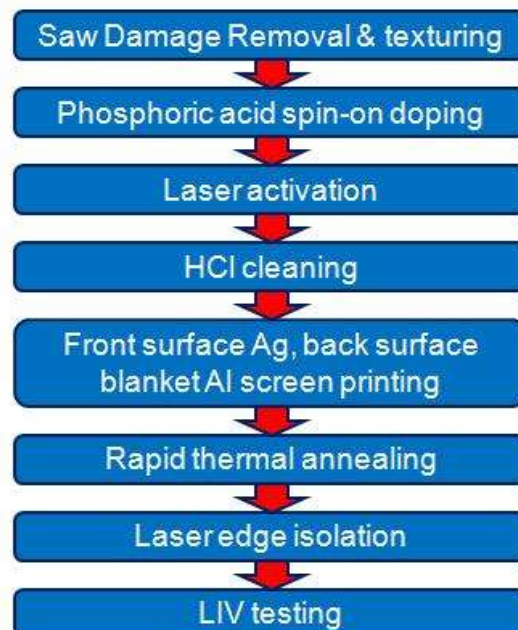 Saw Damage Removal & texturing
Phosphoric acid spin-on doping
Laser activation
HCl cleaning
Front surface Ag, back surface
blanket Al screen printing
Rapid thermal annealing
Laser edge isolation
LIV testing